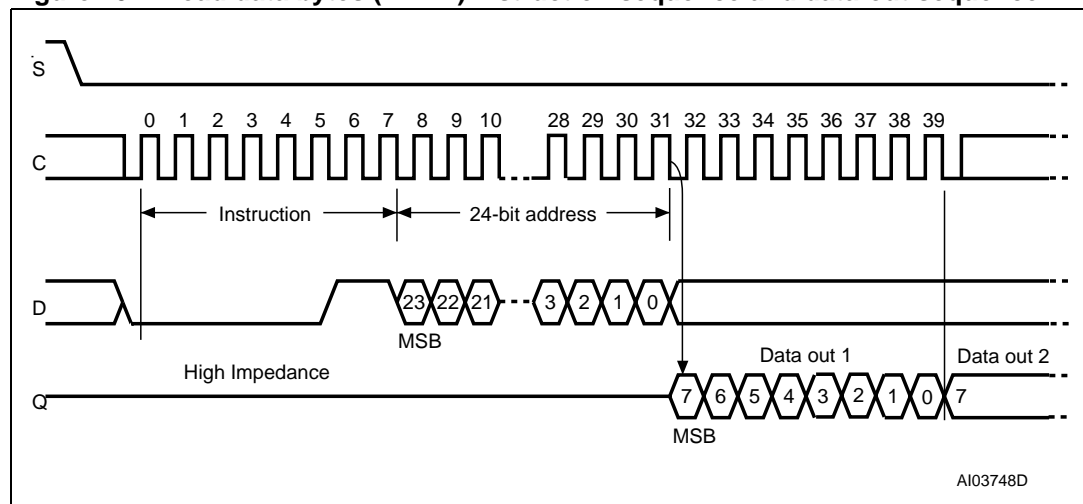 S
0 1 2 3 4 5 6 7 8 9 10 28 29 30 31 32 33 34 35 36 37 38 39
C
Instruction 24-bit address
D
23 22 21 3 2 1 0
MSB
High Impedance
Data out 1 Data out 2
Q
7 6 5 4 3 2 1 0 7
MSB
AI03748D